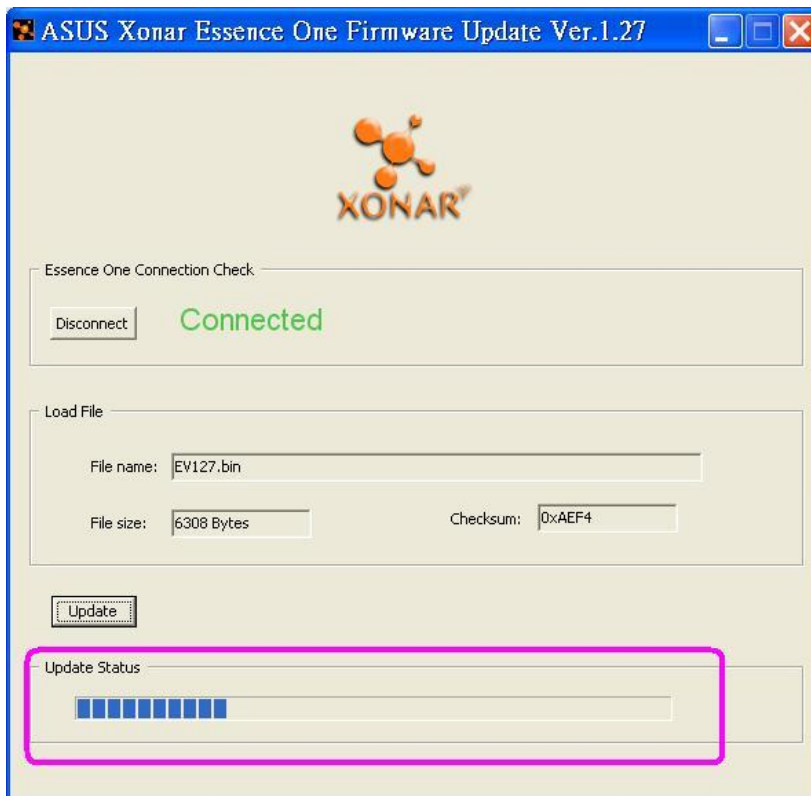 ASUS Xonar Essence One Firmware Update Ver.1.27
XONAR
Essence One Connection Check
Disconnect
Connected
Load File
File name: EV127.bin
File size: 6308 Bytes
Checksum: 0xAEF4
Update
Update Status